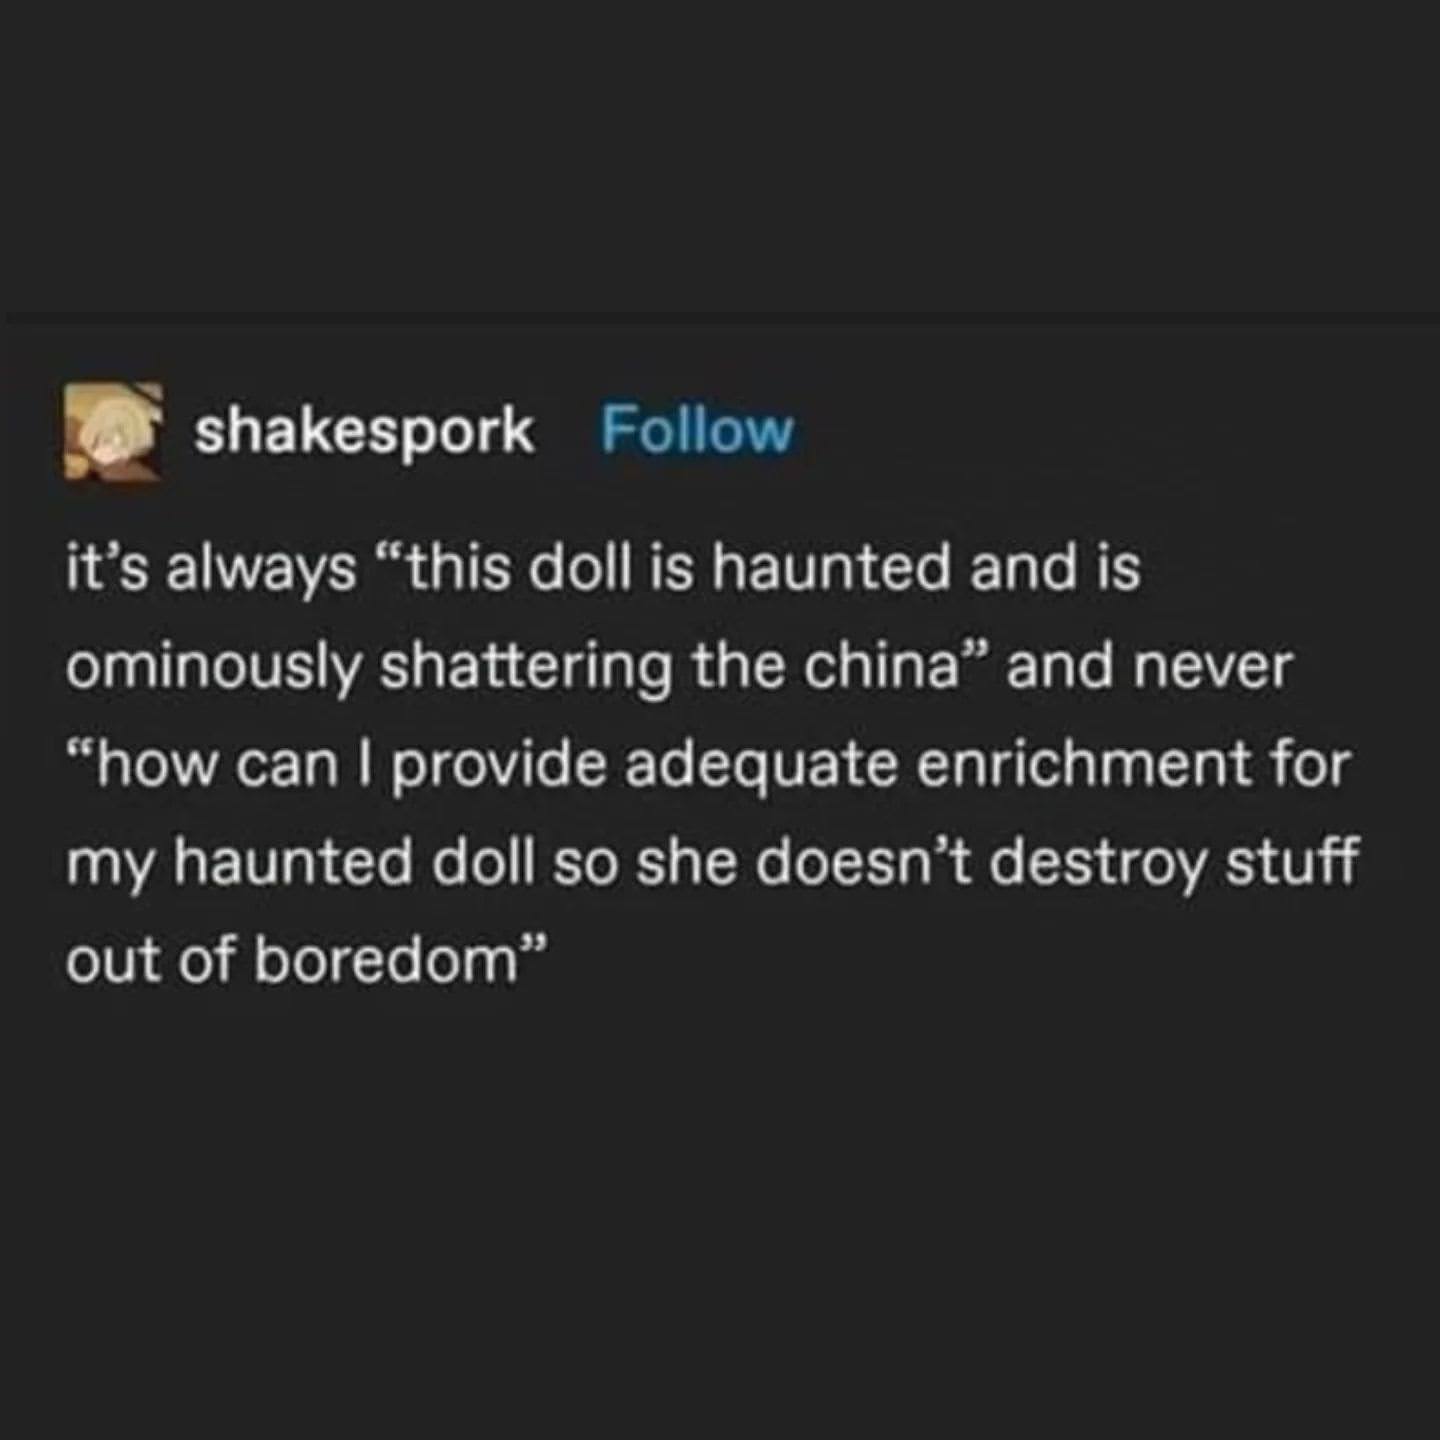 shakespork Follow
it’s always “this doll is haunted and is
ominously shattering the china” and never
“how can I provide adequate enrichment for
my haunted doll so she doesn’t destroy stuff
out of boredom”